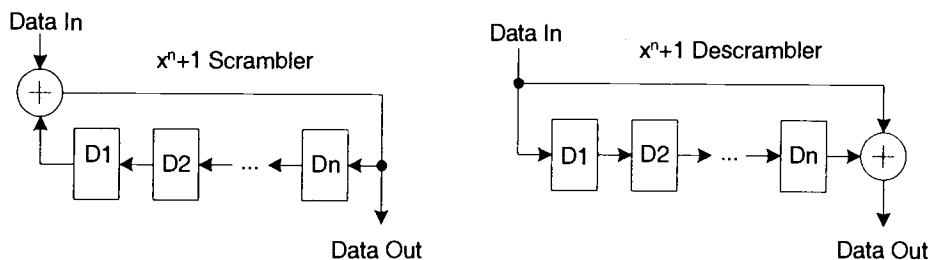 Data In
xⁿ+1 Scrambler
+
D1
D2
...
Dn
Data Out
Data In
xⁿ+1 Descrambler
D1
D2
...
Dn
+
Data Out